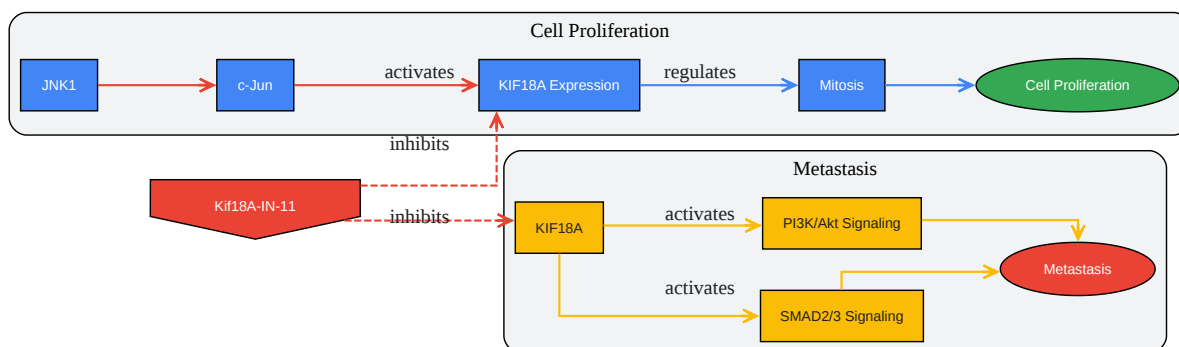 Cell Proliferation
JNK1
c-Jun
activates
KIF18A Expression
regulates
Mitosis
Cell Proliferation
inhibits
Kif18A-IN-11
inhibits
Metastasis
KIF18A
activates
PI3K/Akt Signaling
Metastasis
activates
SMAD2/3 Signaling